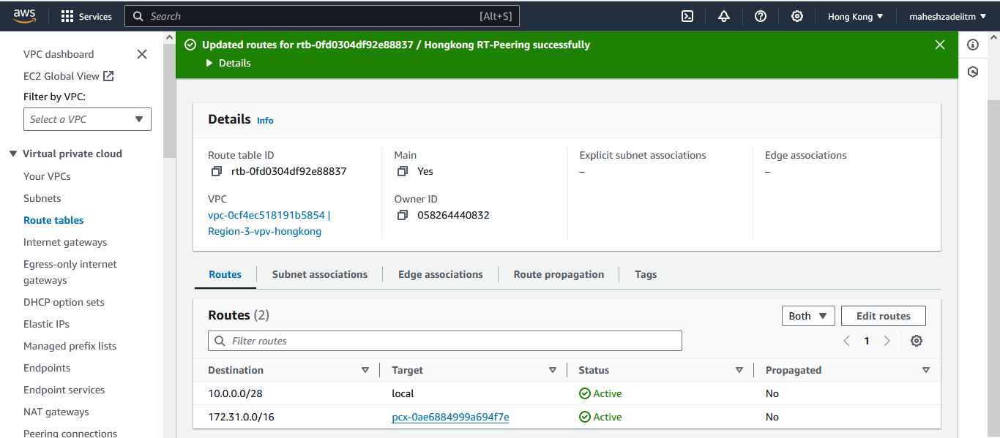 aws
Services
Search
[Alt+S]
Hong Kong
maheshzadeiitm
VPC dashboard
EC2 Global View
Filter by VPC:
Select a VPC
Virtual private cloud
Your VPCs
Subnets
Route tables
Internet gateways
Egress-only internet
gateways
DHCP option sets
Elastic IPs
Managed prefix lists
Endpoints
Endpoint services
NAT gateways
Peering connections
Updated routes for rtb-0fd0304df92e88837 / Hongkong RT-Peering successfully
Details
Details Info
Route table ID
rtb-0fd0304df92e88837
Main
Yes
Explicit subnet associations
–
Edge associations
–
VPC
vpc-0cf4ec518191b5854 |
Region-3-vpv-hongkong
Owner ID
058264440832
Routes
Subnet associations
Edge associations
Route propagation
Tags
Routes (2)
Both
Edit routes
Filter routes
1
Destination Target Status Propagated
10.0.0.0/28 local Active No
172.31.0.0/16 pcx-0ae6884999a694f7e Active No